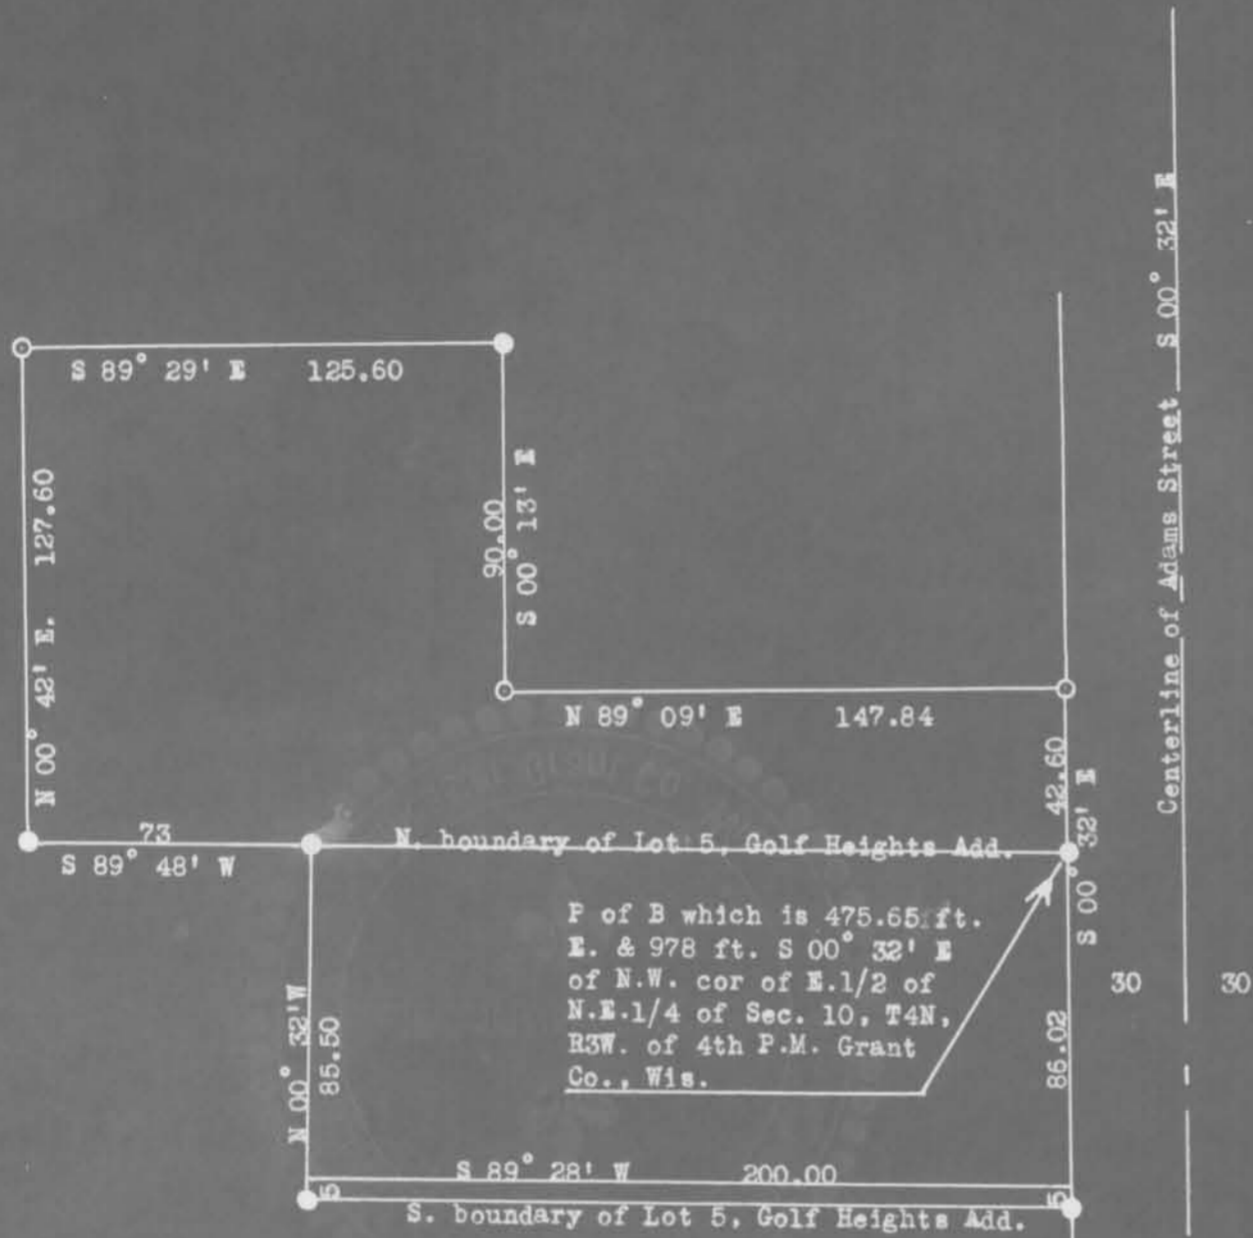 Centerline of Adams Street S 00° 32' E
S 89° 29' E 125.60
N 00° 42' E. 127.60
90.00
S 00° 13' E
N 89° 09' E 147.84
42.60
S 00° 32' E
73
S 89° 48' W
N. boundary of Lot 5, Golf Heights Add.
P of B which is 475.65 ft.
E. & 978 ft. S 00° 32' E
of N.W. cor of E.1/2 of
N.E.1/4 of Sec. 10, T4N,
R3W. of 4th P.M. Grant
Co., Wis.
30 30
N 00° 32' W
85.50
86.02
S 89° 28' W 200.00
5 5
S. boundary of Lot 5, Golf Heights Add.